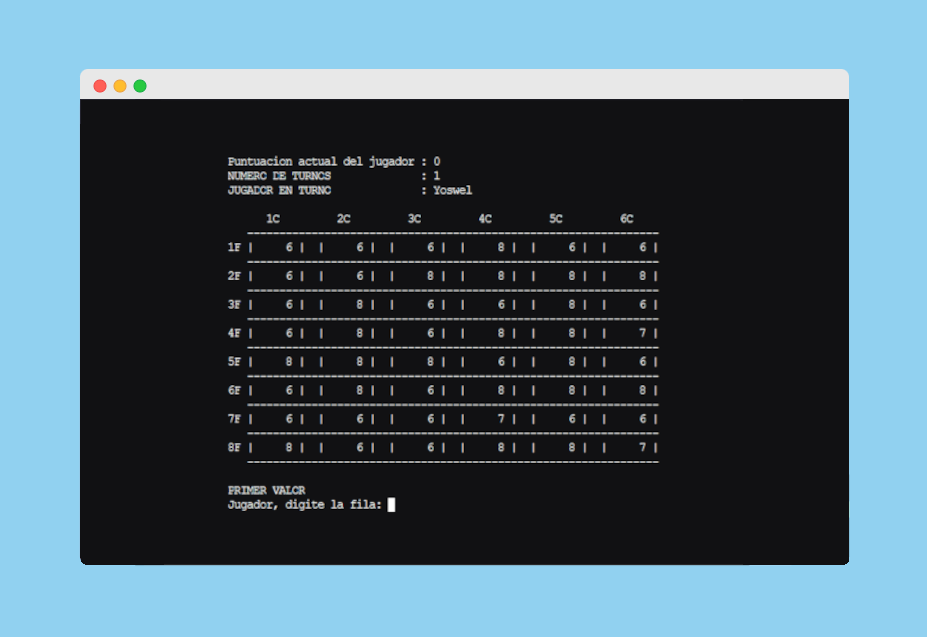 Puntuacion actual del jugador : 0
NUMERO DE TURNOS : 1
JUGADOR EN TURNO : Yoswel
1C 2C 3C 4C 5C 6C
1F | 6 | | 6 | | 6 | | 8 | | 6 | | 6 |
2F | 6 | | 6 | | 8 | | 8 | | 8 | | 8 |
3F | 6 | | 8 | | 6 | | 6 | | 8 | | 6 |
4F | 6 | | 8 | | 6 | | 8 | | 8 | | 7 |
5F | 8 | | 8 | | 8 | | 6 | | 8 | | 6 |
6F | 6 | | 8 | | 6 | | 8 | | 8 | | 8 |
7F | 6 | | 6 | | 6 | | 7 | | 6 | | 6 |
8F | 8 | | 6 | | 6 | | 8 | | 8 | | 7 |
PRIMER VALOR
Jugador, digite la fila: